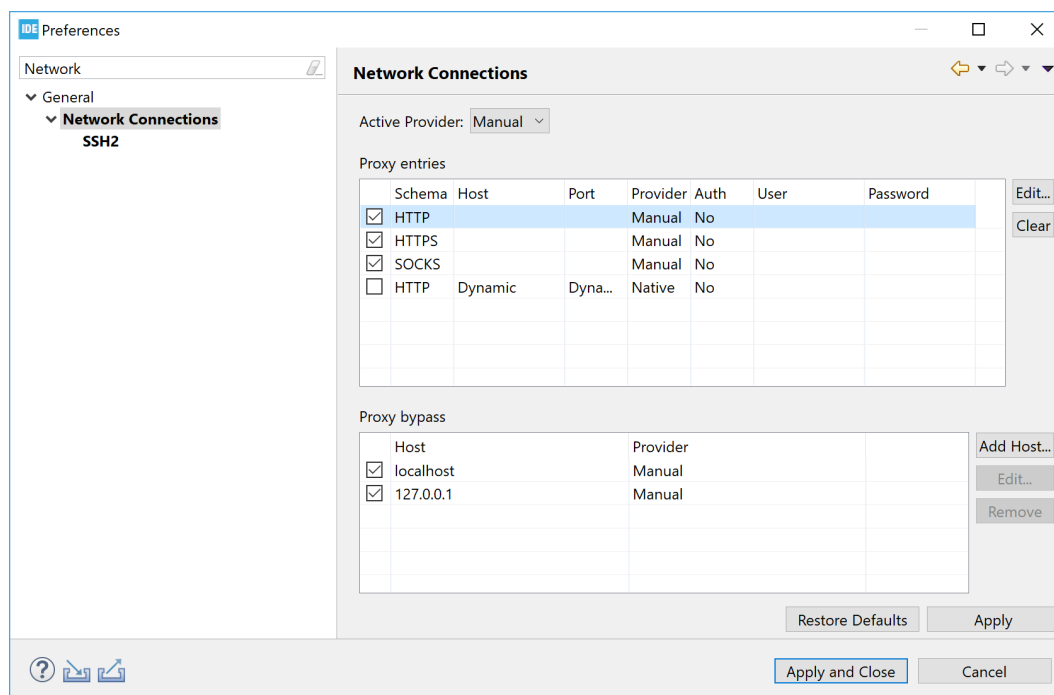 IDE Preferences
Network
General
Network Connections
SSH2
Network Connections
Active Provider: Manual
Proxy entries
Schema Host Port Provider Auth User Password
HTTP Manual No
HTTPS Manual No
SOCKS Manual No
HTTP Dynamic Dyna... Native No
Edit...
Clear
Proxy bypass
Host Provider
localhost Manual
127.0.0.1 Manual
Add Host...
Edit...
Remove
Restore Defaults Apply
? Apply and Close Cancel